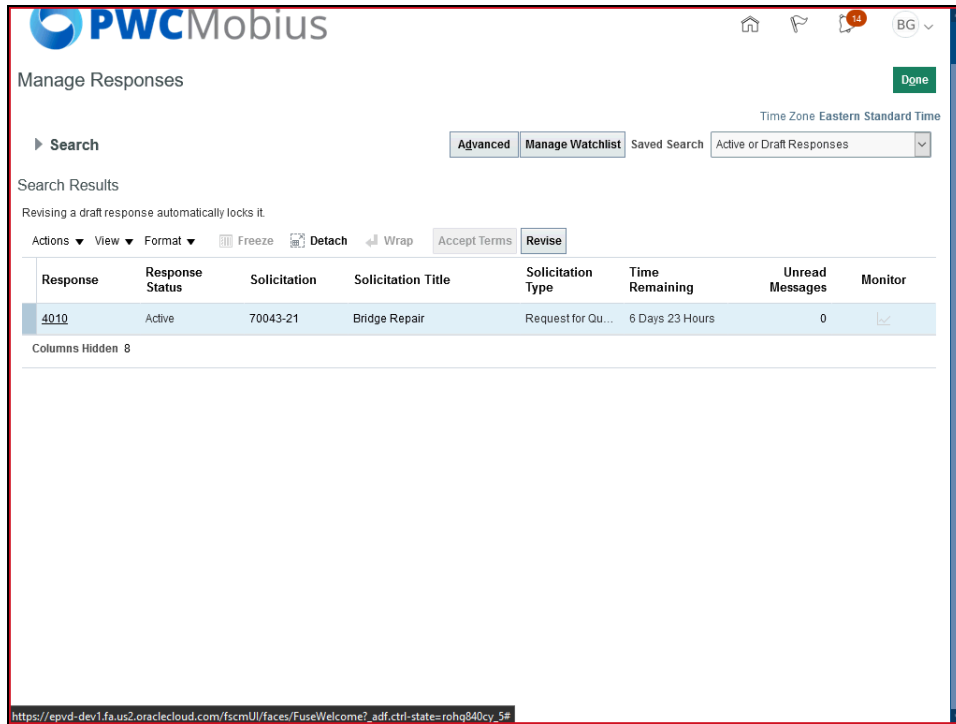 PWCMobius
14
BG
Manage Responses
Done
Time Zone Eastern Standard Time
Search
Advanced Manage Watchlist Saved Search Active or Draft Responses
Search Results
Revising a draft response automatically locks it.
Actions View Format Freeze Detach Wrap Accept Terms Revise
Response Response Status Solicitation Solicitation Title Solicitation Type Time Remaining Unread Messages Monitor
4010 Active 70043-21 Bridge Repair Request for Qu... 6 Days 23 Hours 0
Columns Hidden 8
https://epvd-dev1.fa.us2.oraclecloud.com/fscmUI/faces/FuseWelcome?_adf.ctrl-state=rohq840cy_5#